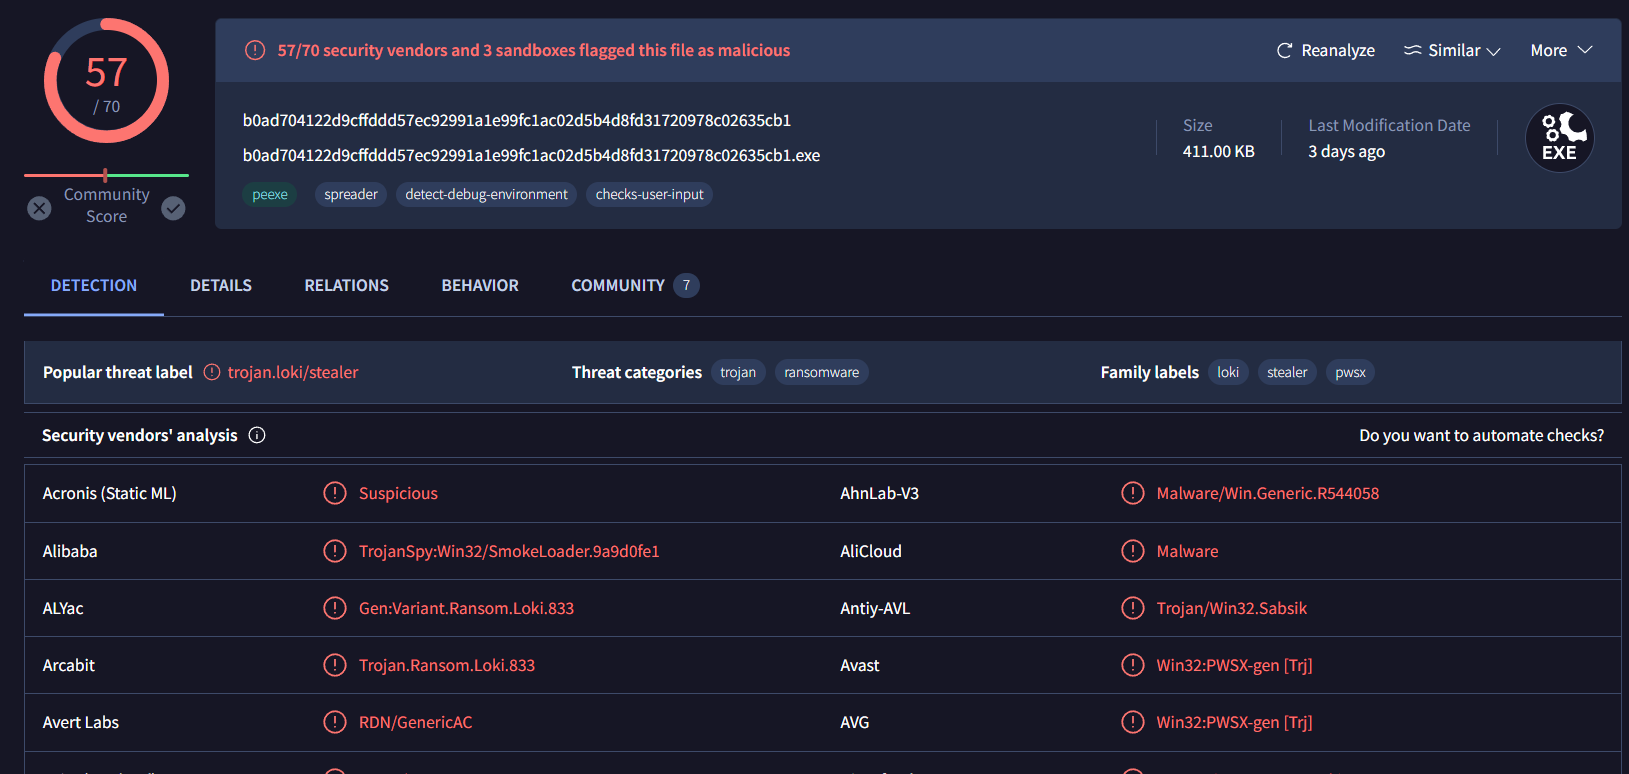 57
/ 70
Community
Score
57/70 security vendors and 3 sandboxes flagged this file as malicious
Reanalyze
Similar
More
b0ad704122d9cffddd57ec92991a1e99fc1ac02d5b4d8fd31720978c02635cb1
b0ad704122d9cffddd57ec92991a1e99fc1ac02d5b4d8fd31720978c02635cb1.exe
peexe spreader detect-debug-environment checks-user-input
Size
411.00 KB
Last Modification Date
3 days ago
EXE
DETECTION DETAILS RELATIONS BEHAVIOR COMMUNITY 7
Popular threat label trojan.loki/stealer Threat categories trojan ransomware Family labels loki stealer pwsx
Security vendors' analysis Do you want to automate checks?
Acronis (Static ML) Suspicious AhnLab-V3 Malware/Win.Generic.R544058
Alibaba TrojanSpy:Win32/SmokeLoader.9a9d0fe1 AliCloud Malware
ALYac Gen:Variant.Ransom.Loki.833 Antiy-AVL Trojan/Win32.Sabsik
Arcabit Trojan.Ransom.Loki.833 Avast Win32:PWSX-gen [Trj]
Avert Labs RDN/GenericAC AVG Win32:PWSX-gen [Trj]